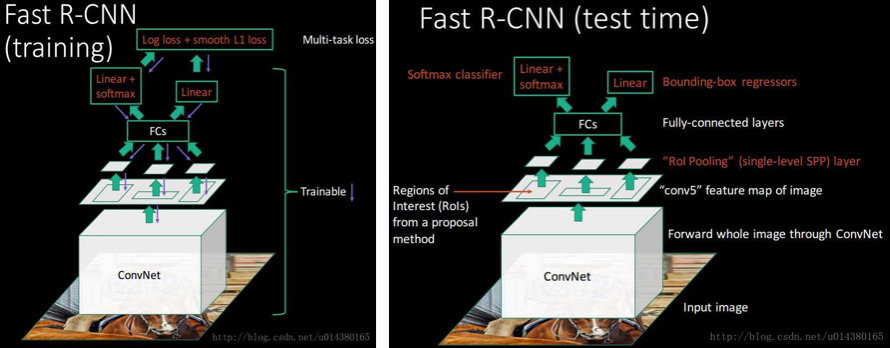 Fast R-CNN
(training)
Log loss + smooth L1 loss
Multi-task loss
Linear +
softmax
Linear
FCs
Trainable
ConvNet
http://blog.csdn.net/u014380165
Fast R-CNN (test time)
Softmax classifier
Linear +
softmax
Linear
Bounding-box regressors
FCs
Fully-connected layers
"RoI Pooling" (single-level SPP) layer
Regions of
Interest (RoIs)
from a proposal
method
"conv5" feature map of image
Forward whole image through ConvNet
ConvNet
Input image
http://blog.csdn.net/u014380165